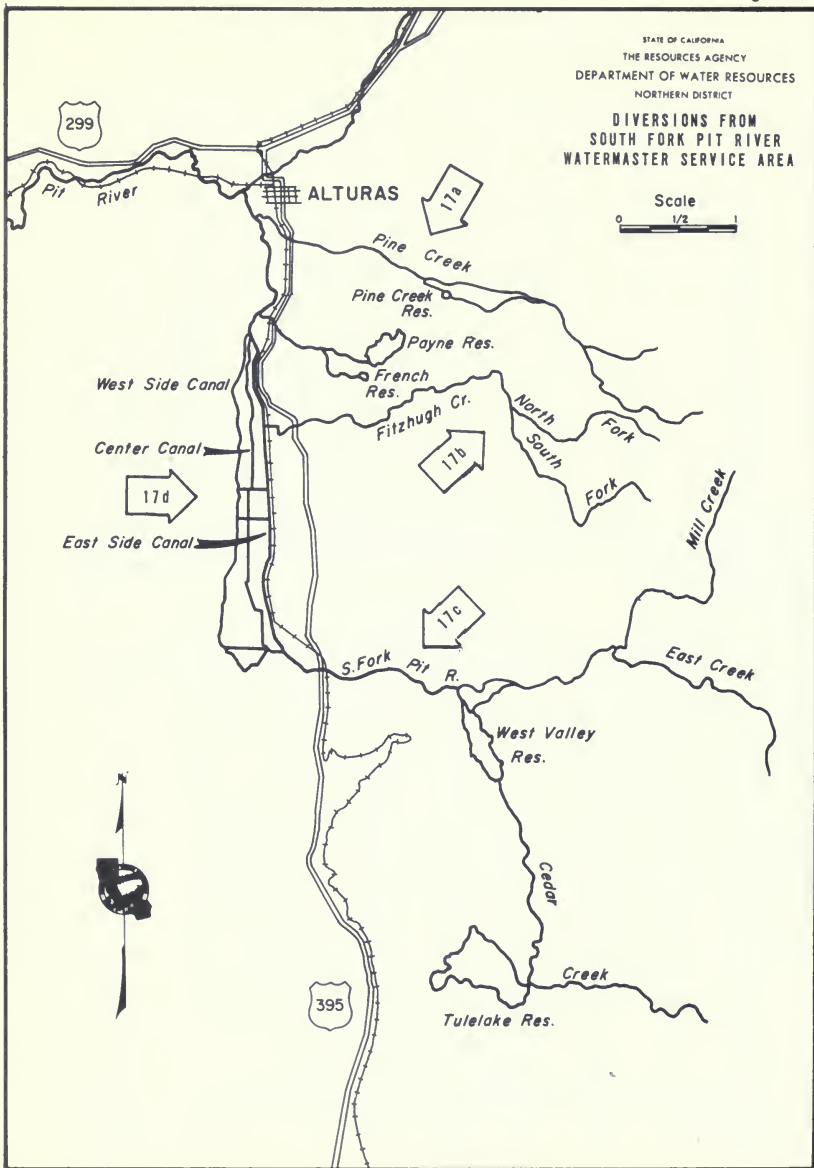 STATE OF CALIFORNIA
THE RESOURCES AGENCY
DEPARTMENT OF WATER RESOURCES
NORTHERN DISTRICT
DIVERSIONS FROM
SOUTH FORK PIT RIVER
WATERMASTER SERVICE AREA
Scale
0 1/2 1
299
Pit River
ALTURAS
17a
Pine Creek
Pine Creek
Res.
Payne Res.
French
Res.
West Side Canal
Fitzhugh Cr.
North Fork
South Fork
Center Canal
17b
17d
Mill Creek
East Side Canal
17c
S. Fork Pit R.
East Creek
West Valley
Res.
N
Cedar Creek
395
Tulelake Res.